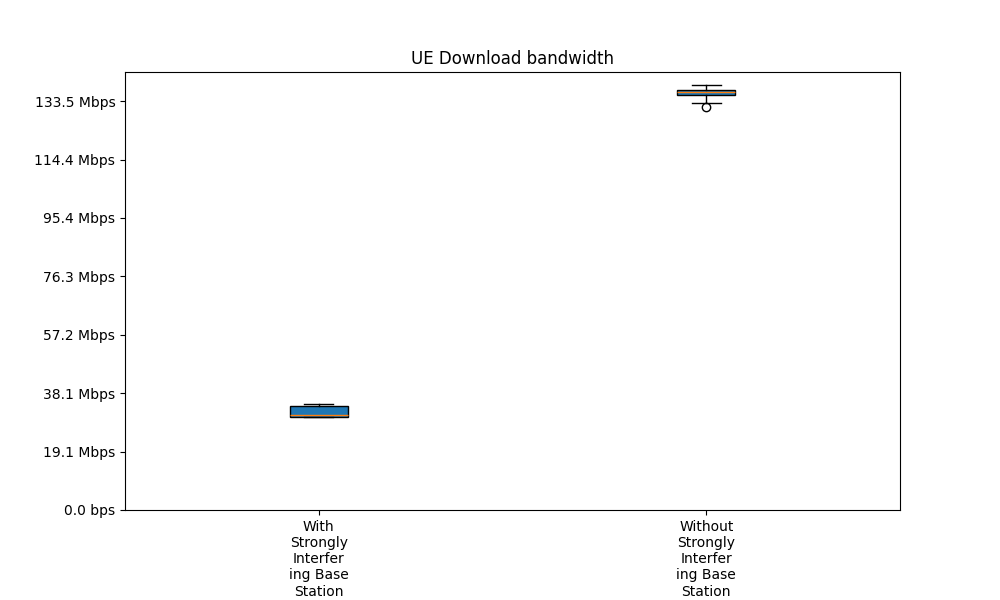 UE Download bandwidth
133.5 Mbps
114.4 Mbps
95.4 Mbps
76.3 Mbps
57.2 Mbps
38.1 Mbps
19.1 Mbps
0.0 bps
With
Strongly
Interfer
ing Base
Station
Without
Strongly
Interfer
ing Base
Station